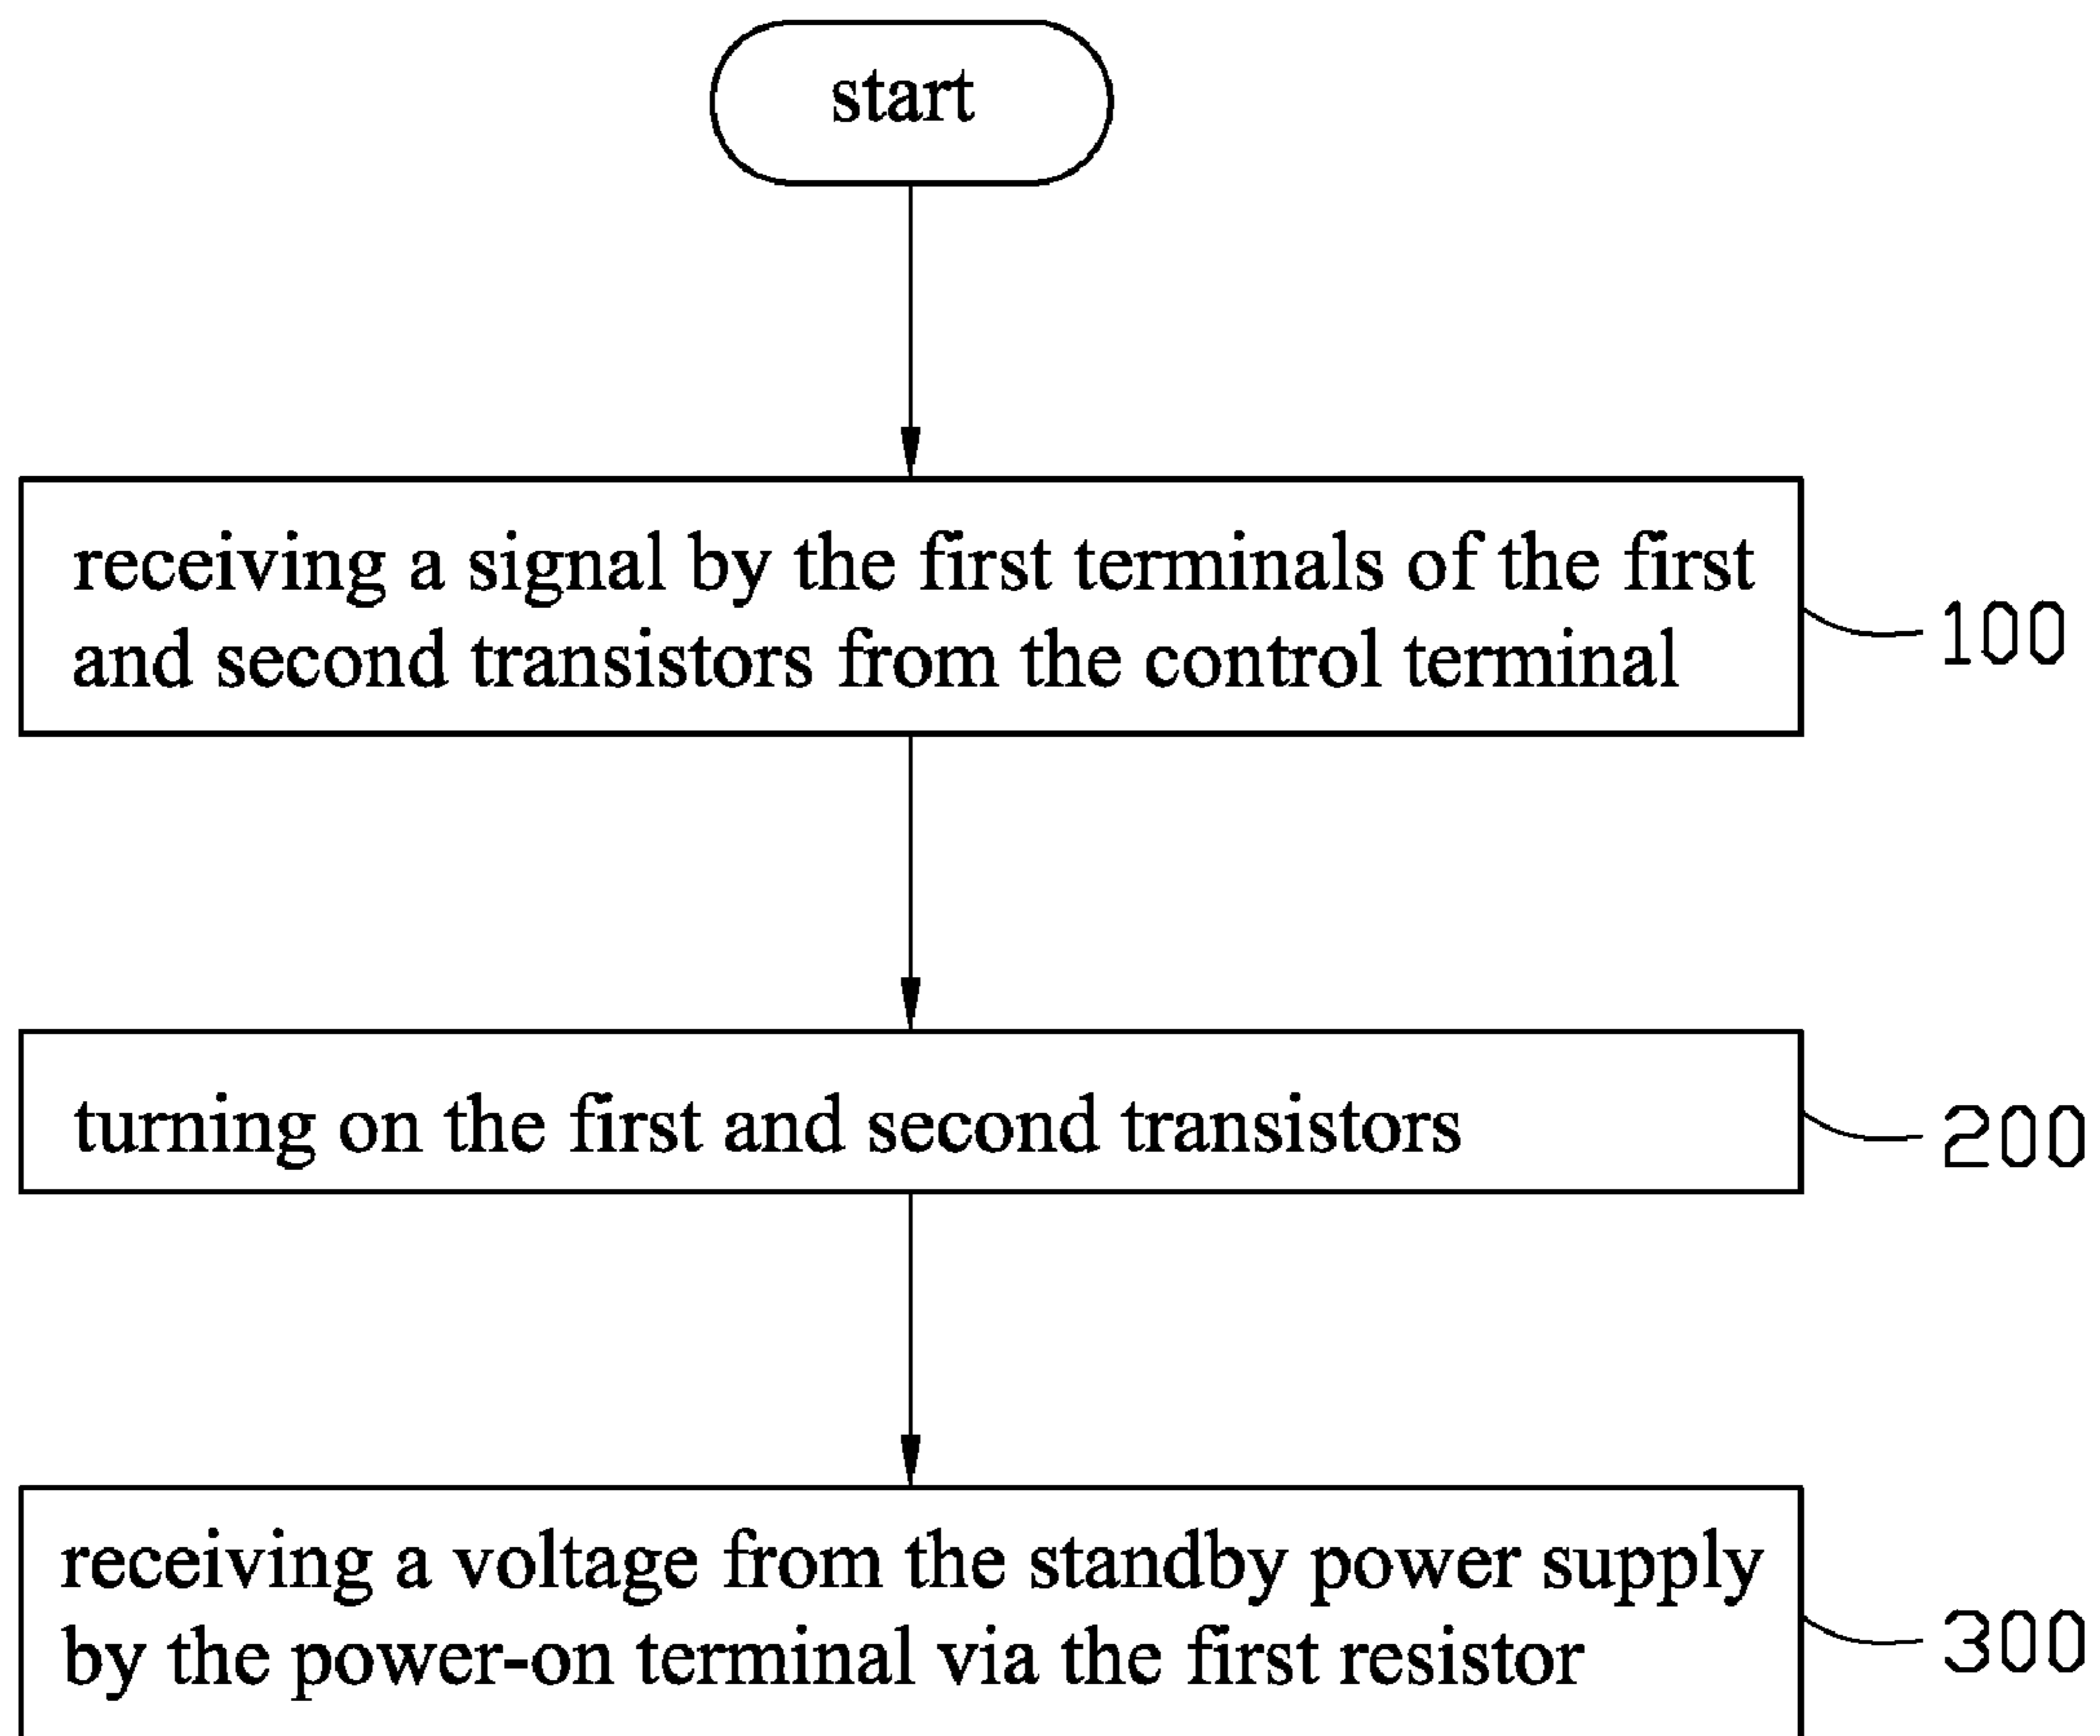 start
receiving a signal by the first terminals of the first
and second transistors from the control terminal
100
turning on the first and second transistors
200
receiving a voltage from the standby power supply
by the power-on terminal via the first resistor
300